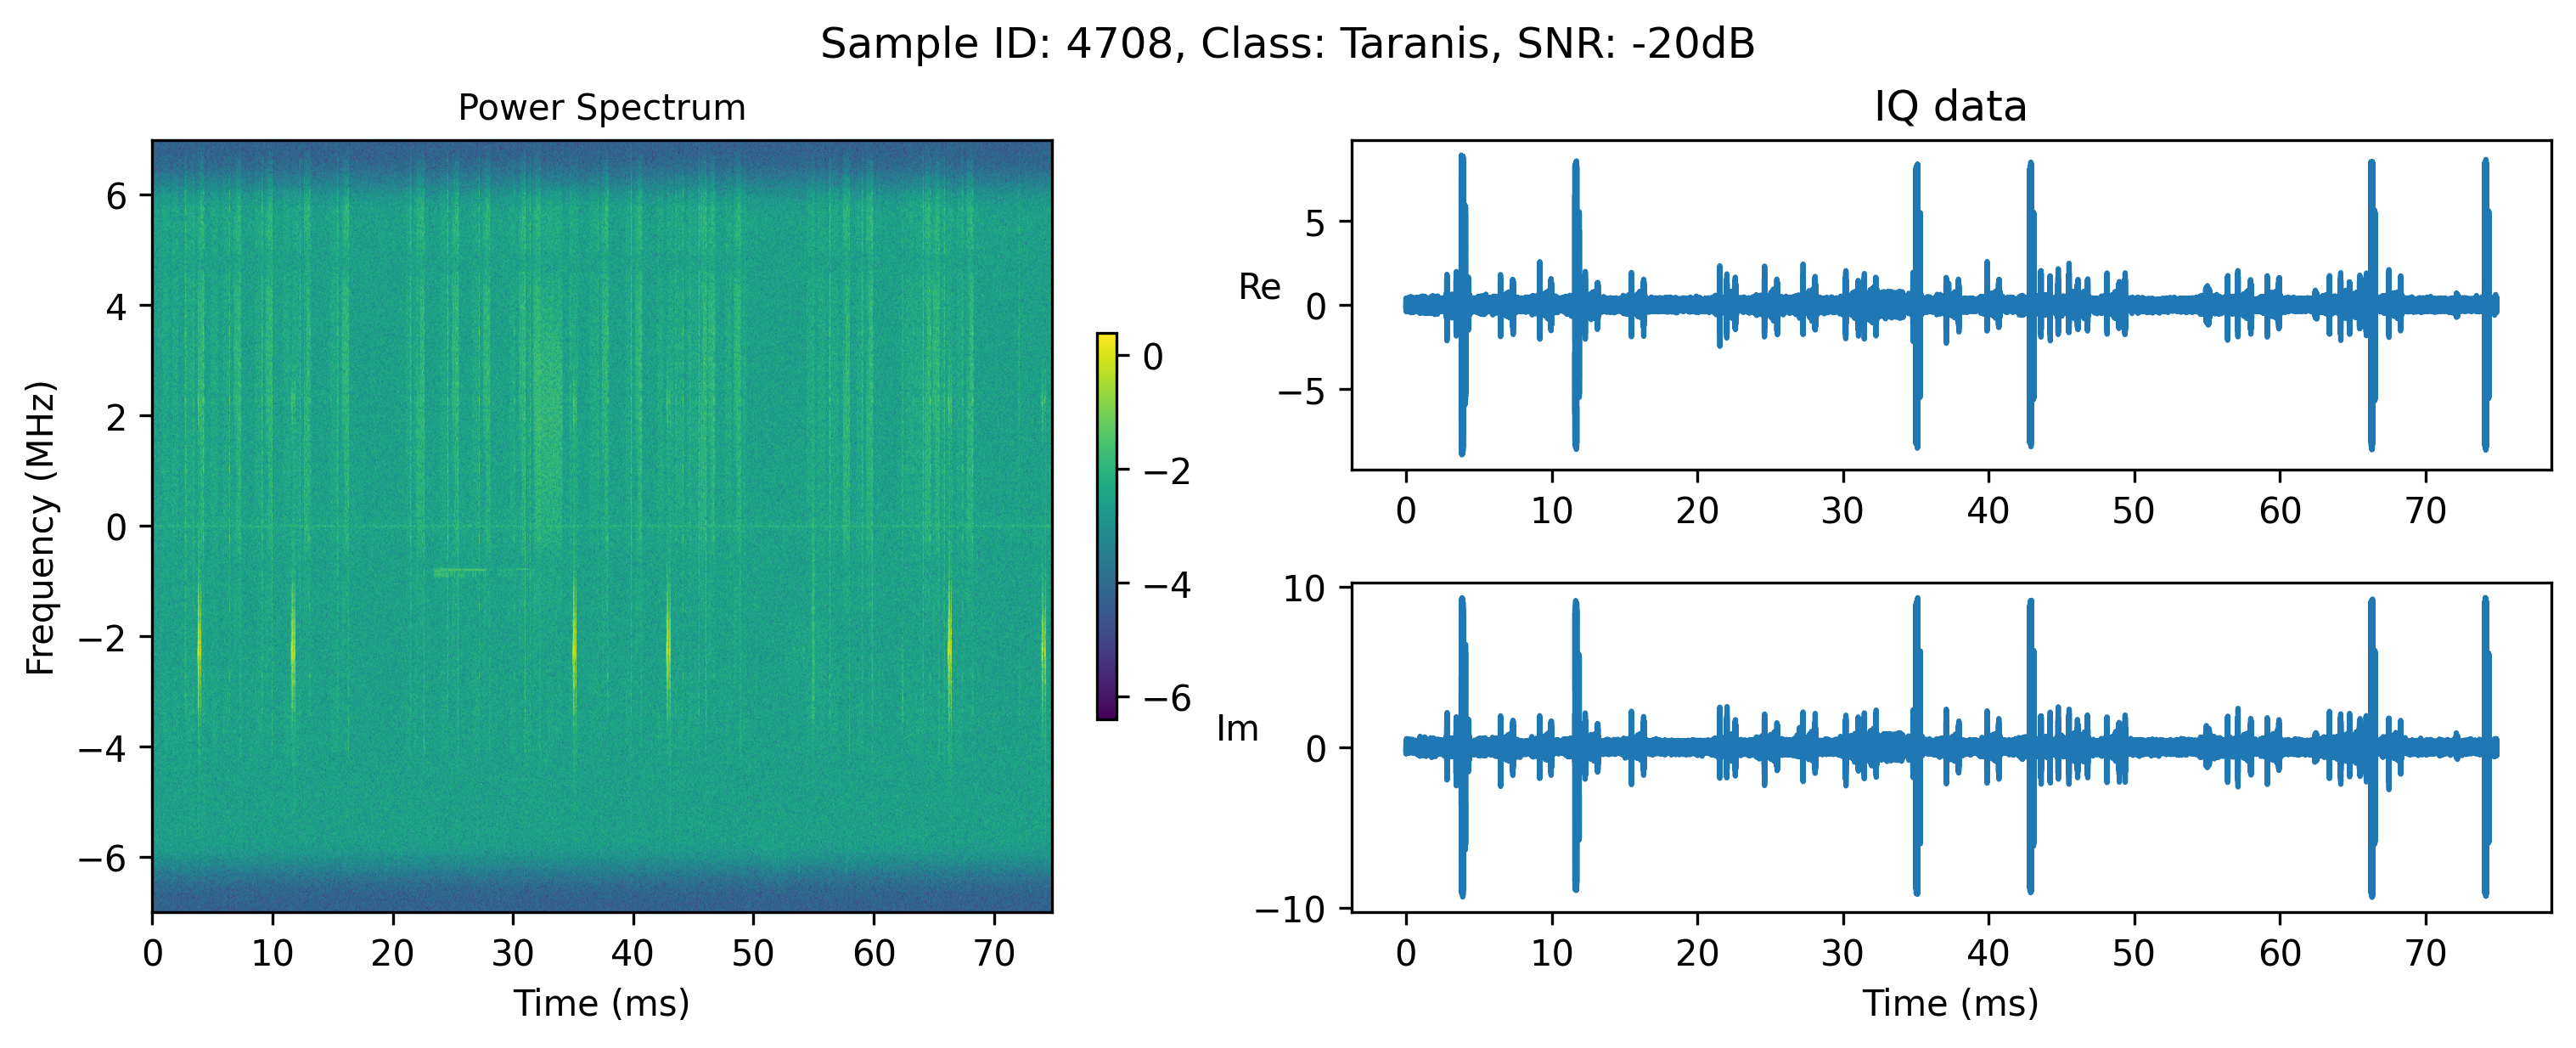 Sample ID: 4708, Class: Taranis, SNR: -20dB
Power Spectrum
6
4
2
0
−2
−4
−6
Frequency (MHz)
0 10 20 30 40 50 60 70
Time (ms)
0
−2
−4
−6
IQ data
Re
5
0
−5
0 10 20 30 40 50 60 70
Im
10
0
−10
0 10 20 30 40 50 60 70
Time (ms)